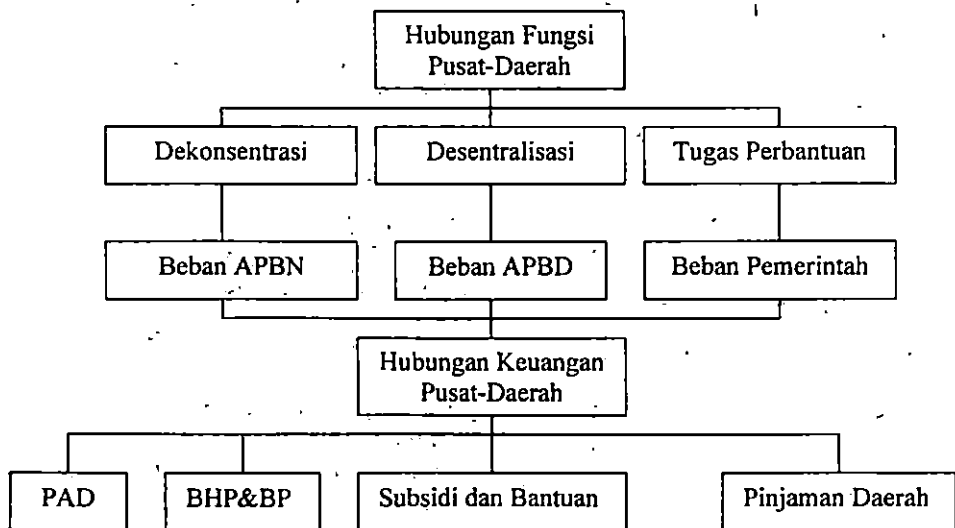 Hubungan Fungsi
Pusat-Daerah
Dekonsentrasi
Desentralisasi
Tugas Perbantuan
Beban APBN
Beban APBD
Beban Pemerintah
Hubungan Keuangan
Pusat-Daerah
PAD
BHP&BP
Subsidi dan Bantuan
Pinjaman Daerah